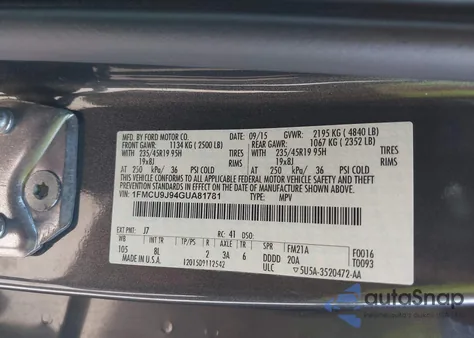 MFD. BY FORD MOTOR CO.
DATE: 09/15 GVWR: 2195 KG ( 4840 LB)
FRONT GAWR: 1134 KG ( 2500 LB) REAR GAWR: 1067 KG ( 2352 LB)
WITH 235/45R19 95H TIRES WITH 235/45R19 95H TIRES
19x8J RIMS 19x8J RIMS
AT 250 kPa/ 36 PSI COLD AT 250 kPa/ 36 PSI COLD
THIS VEHICLE CONFORMS TO ALL APPLICABLE FEDERAL MOTOR VEHICLE SAFETY AND THEFT PREVENTION STANDARDS IN EFFECT ON THE DATE OF MANUFACTURE SHOWN ABOVE.
VIN: 1FMCU9J94GUA81781 TYPE: MPV
EXT PNT: J7 RC: 41 DSO: F0016
WB INT TR TP/PS R AXLE TR SPR FM21A T0093
105 8L 2 3A 6 DDDD 20A
MADE IN U.S.A. ULC 5U5A-3520472-AA
autoSnap